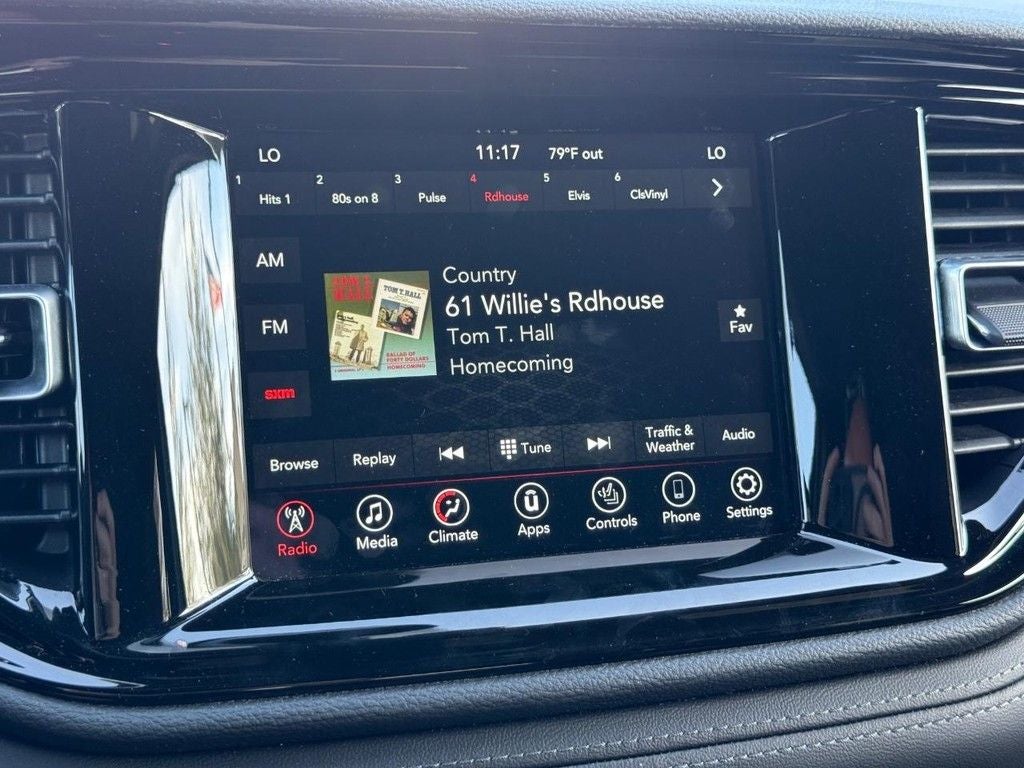 LO
11:17
79°F out
LO
1 Hits 1
2 80s on 8
3 Pulse
4 Rdhouse
5 Elvis
6 ClsVinyl
AM
FM
sxm
TOM T. HALL
BALLAD OF
FORTY DOLLARS
HOMECOMING
Country
61 Willie's Rdhouse
Tom T. Hall
Homecoming
Fav
Browse
Replay
Tune
Traffic &
Weather
Audio
Radio
Media
Climate
Apps
Controls
Phone
Settings